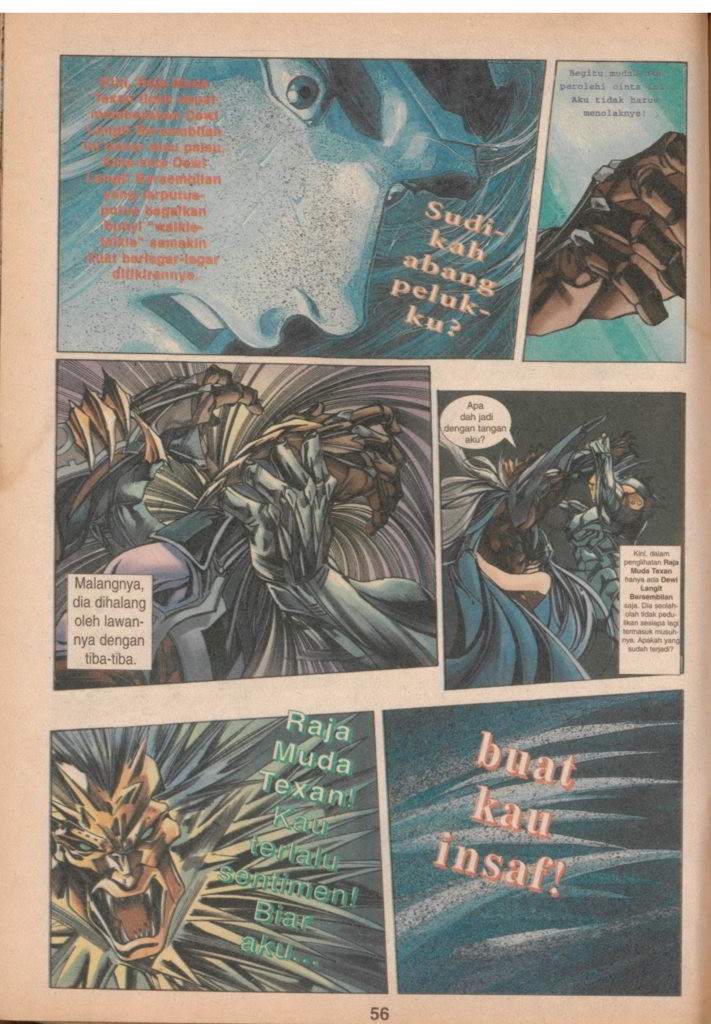 Kini, Raja Muda
Texan tidak dapat
membezakan Dewi
Langit Bersembilan
ini benar atau palsu.
Kata-kata Dewi
Langit Bersembilan
yang terputus-
putus bagaikan
bunyi "walkie-
talkie" semakin
kuat berlegar-legar
difikirannya.
Sudi-
kah
abang
peluk-
ku?
Begitu mudah
perolehi cinta ini.
Aku tidak harus
menolaknya!
Malangnya,
dia dihalang
oleh lawan-
nya dengan
tiba-tiba.
Apa
dah jadi
dengan tangan
aku?
Kini, dalam
penglihatan Raja
Muda Texan
hanya ada Dewi
Langit
Bersembilan
saja. Dia seolah-
olah tidak pedu-
likan sesiapa lagi
termasuk musuh-
nya. Apakah yang
sudah terjadi?
Raja
Muda
Texan!
Kau
terlalu
sentimen!
Biar
aku...
buat
kau
insaf!
56